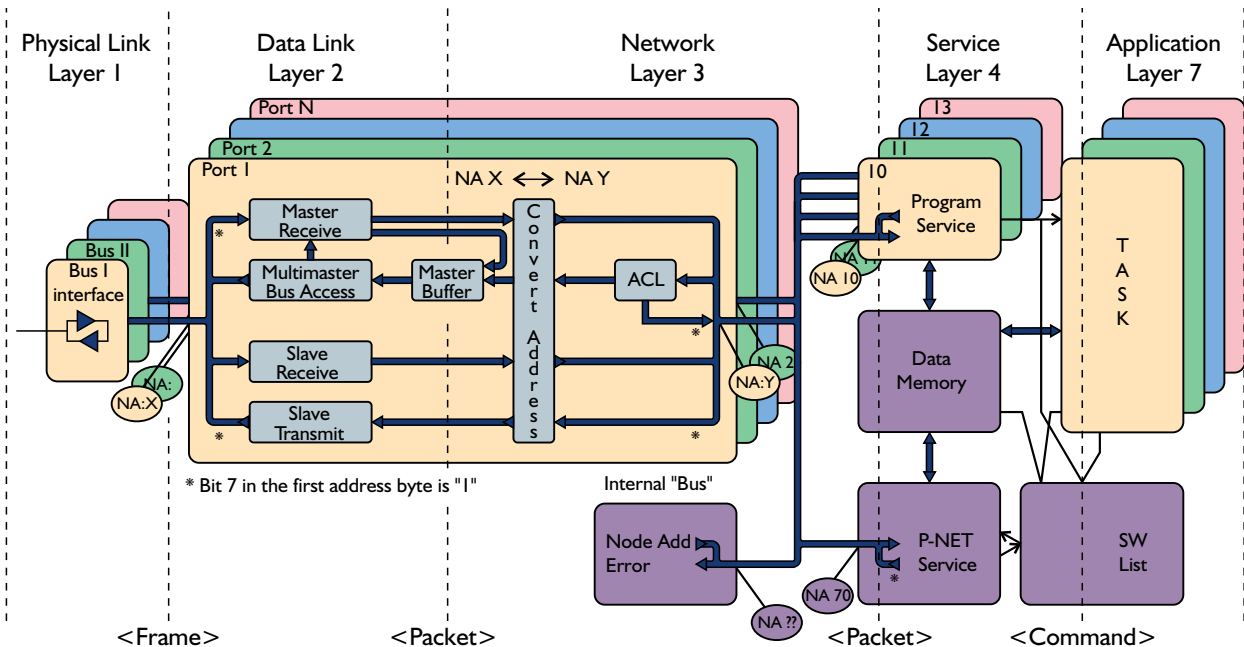 Physical Link
Layer 1
Data Link
Layer 2
Network
Layer 3
Service
Layer 4
Application
Layer 7
Port N
Port 2
Port 1
NA X
NA Y
Master
Receive
Multimaster
Bus Access
Master
Buffer
Slave
Receive
Slave
Transmit
Convert Address
ACL
*
*
*
*
Bus II
Bus I
interface
NA:
NA:X
NA 2
NA:Y
13
12
11
10
Program
Service
NA 10
TASK
Data
Memory
* Bit 7 in the first address byte is "1"
Internal "Bus"
Node Add
Error
P-NET
Service
*
SW
List
NA 70
NA ??
<Frame>
<Packet>
<Packet>
<Command>